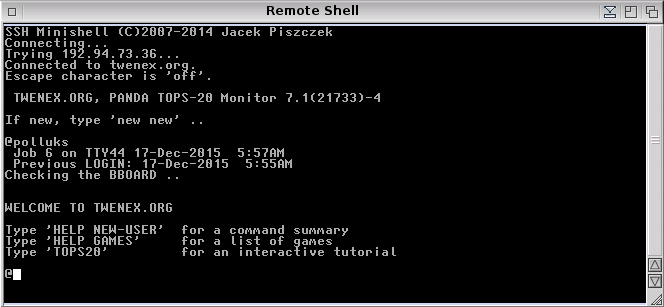 Remote Shell
SSH Minishell (C)2007-2014 Jacek Piszczek
Connecting...
Trying 192.94.73.36...
Connected to twenex.org.
Escape character is 'off'.
TWENEX.ORG, PANDA TOPS-20 Monitor 7.1(21733)-4
If new, type 'new new' ..
@polluks
Job 6 on TTY44 17-Dec-2015  5:57AM
Previous LOGIN: 17-Dec-2015  5:55AM
Checking the BBOARD ..
WELCOME TO TWENEX.ORG
Type 'HELP NEW-USER'  for a command summary
Type 'HELP GAMES'     for a list of games
Type 'TOPS20'         for an interactive tutorial
@